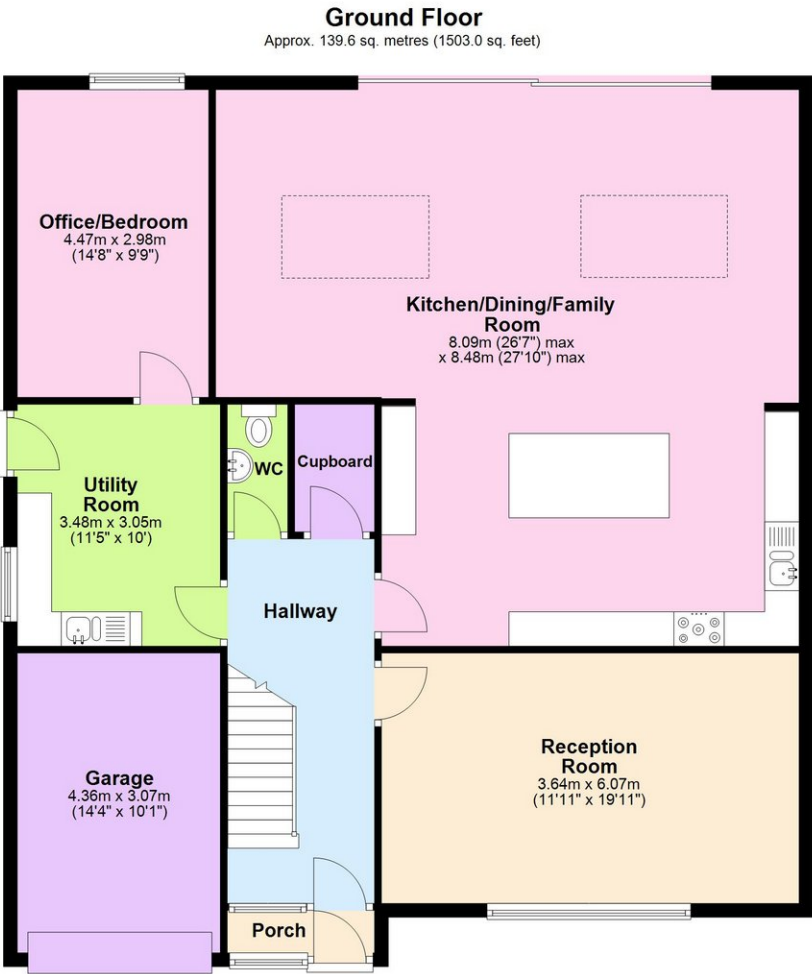 Ground Floor
Approx. 139.6 sq. metres (1503.0 sq. feet)
Office/Bedroom
4.47m x 2.98m
(14'8" x 9'9")
Kitchen/Dining/Family
Room
8.09m (26'7") max
x 8.48m (27'10") max
WC
Cupboard
Utility
Room
3.48m x 3.05m
(11'5" x 10')
Hallway
Reception
Room
3.64m x 6.07m
(11'11" x 19'11")
Garage
4.36m x 3.07m
(14'4" x 10'1")
Porch